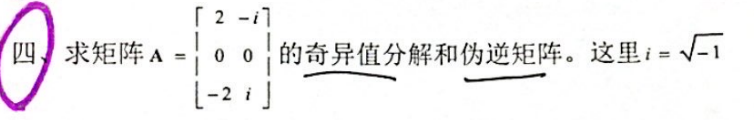 四、求矩阵 A = [2 -i; 0 0; -2 i] 的奇异值分解和伪逆矩阵。这里 i = √-1